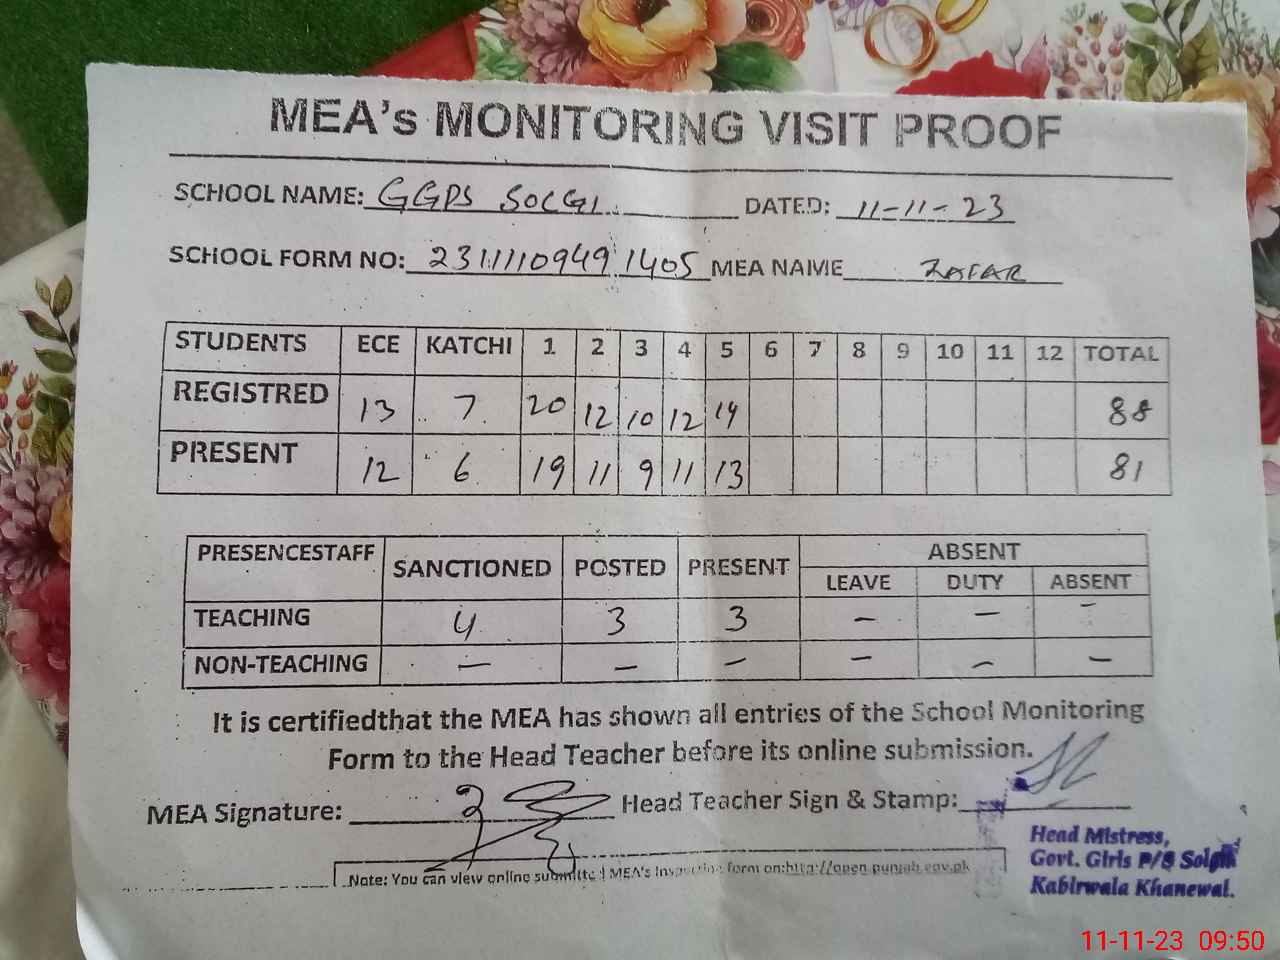 MEA's MONITORING VISIT PROOF
SCHOOL NAME: GGPS SOLGI DATED: 11-11-23
SCHOOL FORM NO: 23111109491405 MEA NAME ZAFAR
STUDENTS ECE KATCHI 1 2 3 4 5 6 7 8 9 10 11 12 TOTAL
REGISTRED 13 7 20 12 10 12 14 88
PRESENT 12 6 19 11 9 11 13 81
PRESENCESTAFF SANCTIONED POSTED PRESENT ABSENT
LEAVE DUTY ABSENT
TEACHING 4 3 3 - - -
NON-TEACHING - - - - - -
It is certifiedthat the MEA has shown all entries of the School Monitoring
Form to the Head Teacher before its online submission.
MEA Signature: Head Teacher Sign & Stamp:
Head Mistress,
Govt. Girls P/S Solgi
Kabirwala Khanewal.
Note: You can view online submitted MEA's Inspection form on:http://open.punjab.gov.pk
11-11-23 09:50